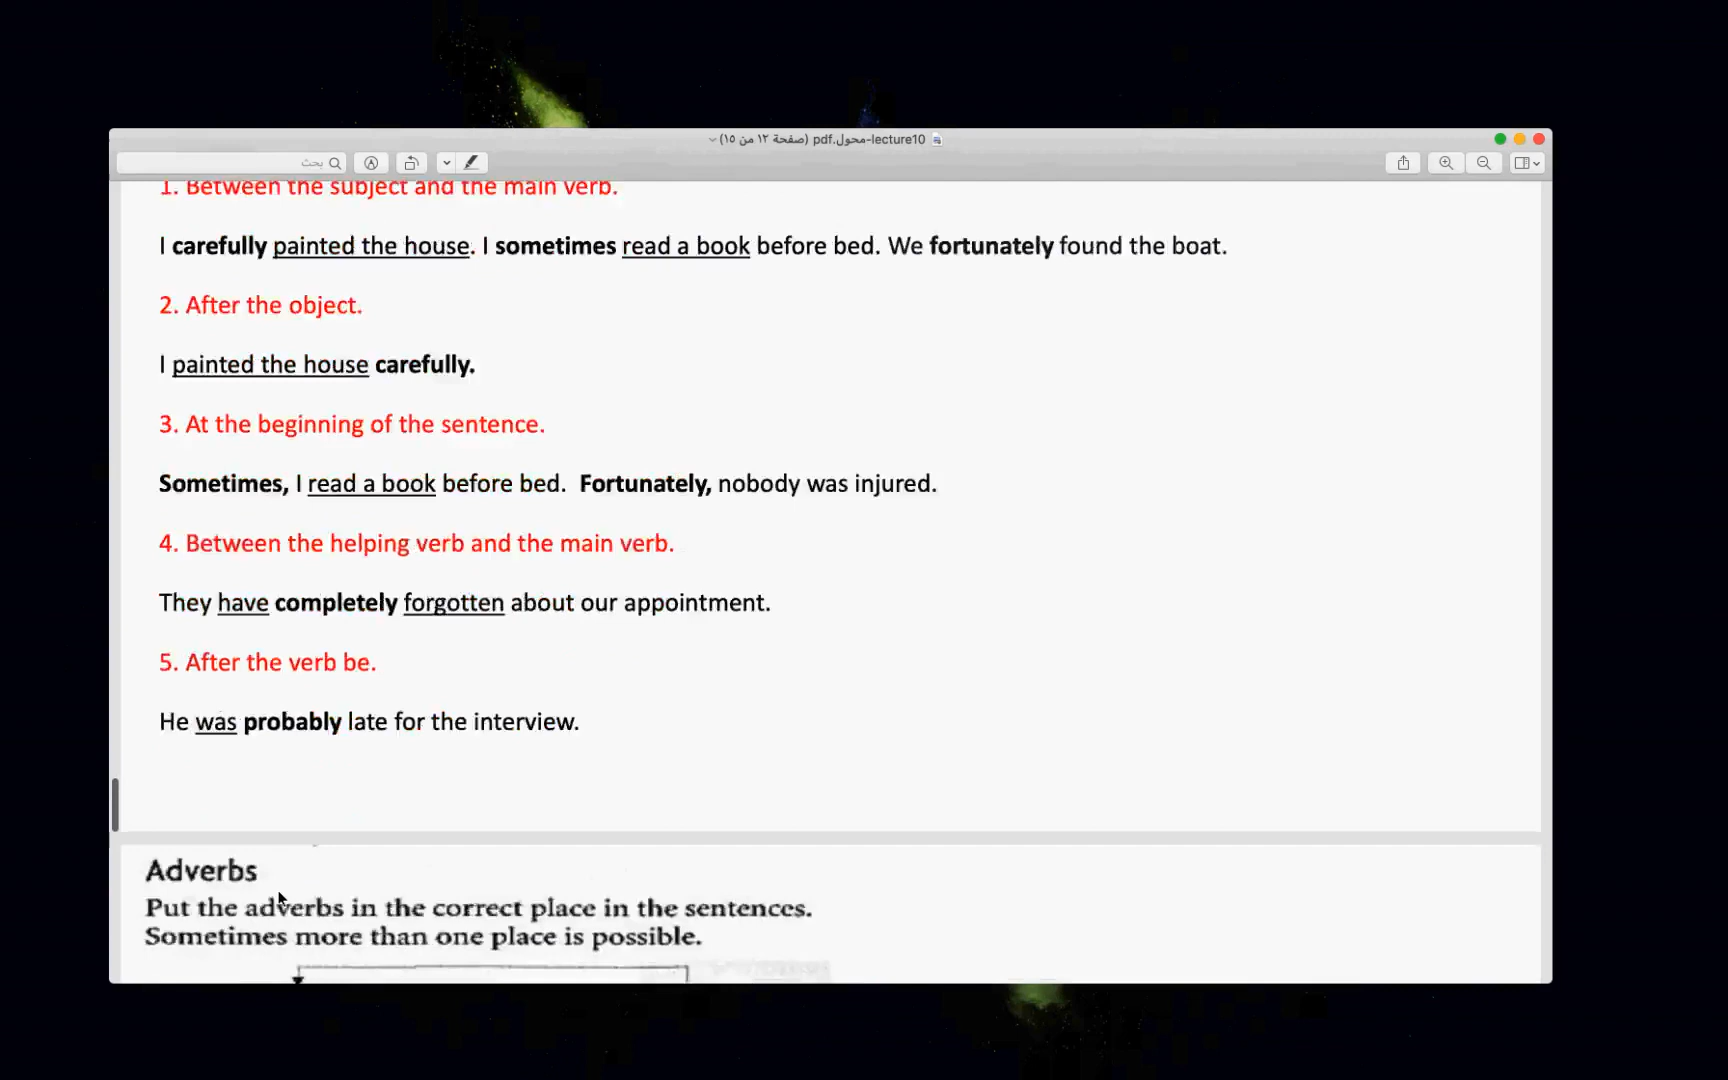 lecture10-محول.pdf (صفحة ١٢ من ١٥)
بحث
1. Between the subject and the main verb.
I carefully painted the house. I sometimes read a book before bed. We fortunately found the boat.
2. After the object.
I painted the house carefully.
3. At the beginning of the sentence.
Sometimes, I read a book before bed. Fortunately, nobody was injured.
4. Between the helping verb and the main verb.
They have completely forgotten about our appointment.
5. After the verb be.
He was probably late for the interview.
Adverbs
Put the adverbs in the correct place in the sentences.
Sometimes more than one place is possible.